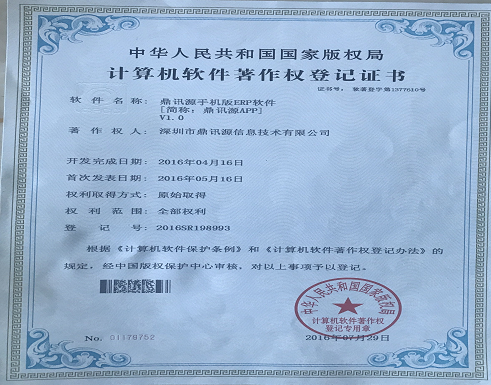 中华人民共和国国家版权局
计算机软件著作权登记证书
证书号: 软著登字第1377610号
软件名称: 鼎讯源手机版ERP软件
[简称: 鼎讯源APP]
V1.0
著作权人: 深圳市鼎讯源信息技术有限公司
开发完成日期: 2016年04月16日
首次发表日期: 2016年05月16日
权利取得方式: 原始取得
权利范围: 全部权利
登记号: 2016SR198993
根据《计算机软件保护条例》和《计算机软件著作权登记办法》的
规定, 经中国版权保护中心审核, 对以上事项予以登记。
中华人民共和国国家版权局
计算机软件著作权
登记专用章
No. 01179752
2016年07月29日